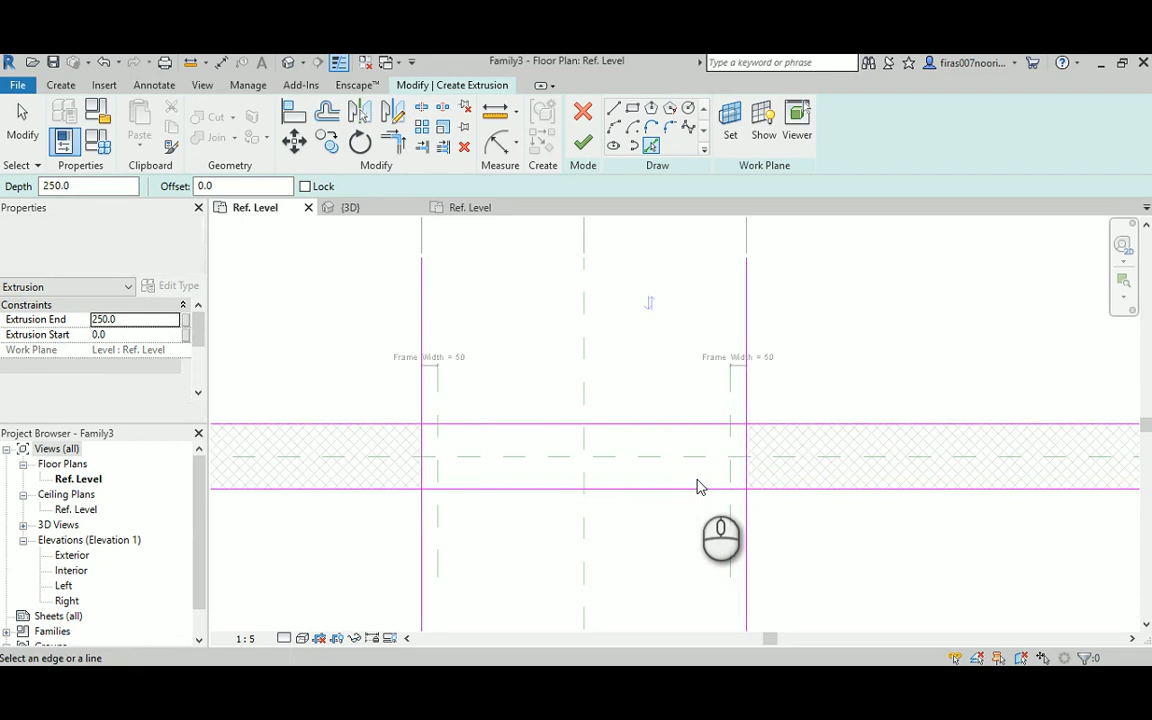 Family3 - Floor Plan: Ref. Level
Type a keyword or phrase
firas007noori...
File
Create
Insert
Annotate
View
Manage
Add-Ins
Enscape™
Modify | Create Extrusion
Modify
Paste
Cut
Join
Create
Set
Show
Viewer
Select
Properties
Clipboard
Geometry
Modify
Measure
Create
Mode
Draw
Work Plane
Depth
250.0
Offset:
0.0
Lock
Properties
Ref. Level
{3D}
Ref. Level
Extrusion
Edit Type
Constraints
Extrusion End
250.0
Extrusion Start
0.0
Work Plane
Level : Ref. Level
Frame Width = 50
Frame Width = 50
Project Browser - Family3
Views (all)
Floor Plans
Ref. Level
Ceiling Plans
Ref. Level
3D Views
Elevations (Elevation 1)
Exterior
Interior
Left
Right
Sheets (all)
Families
1:5
Select an edge or a line
:0